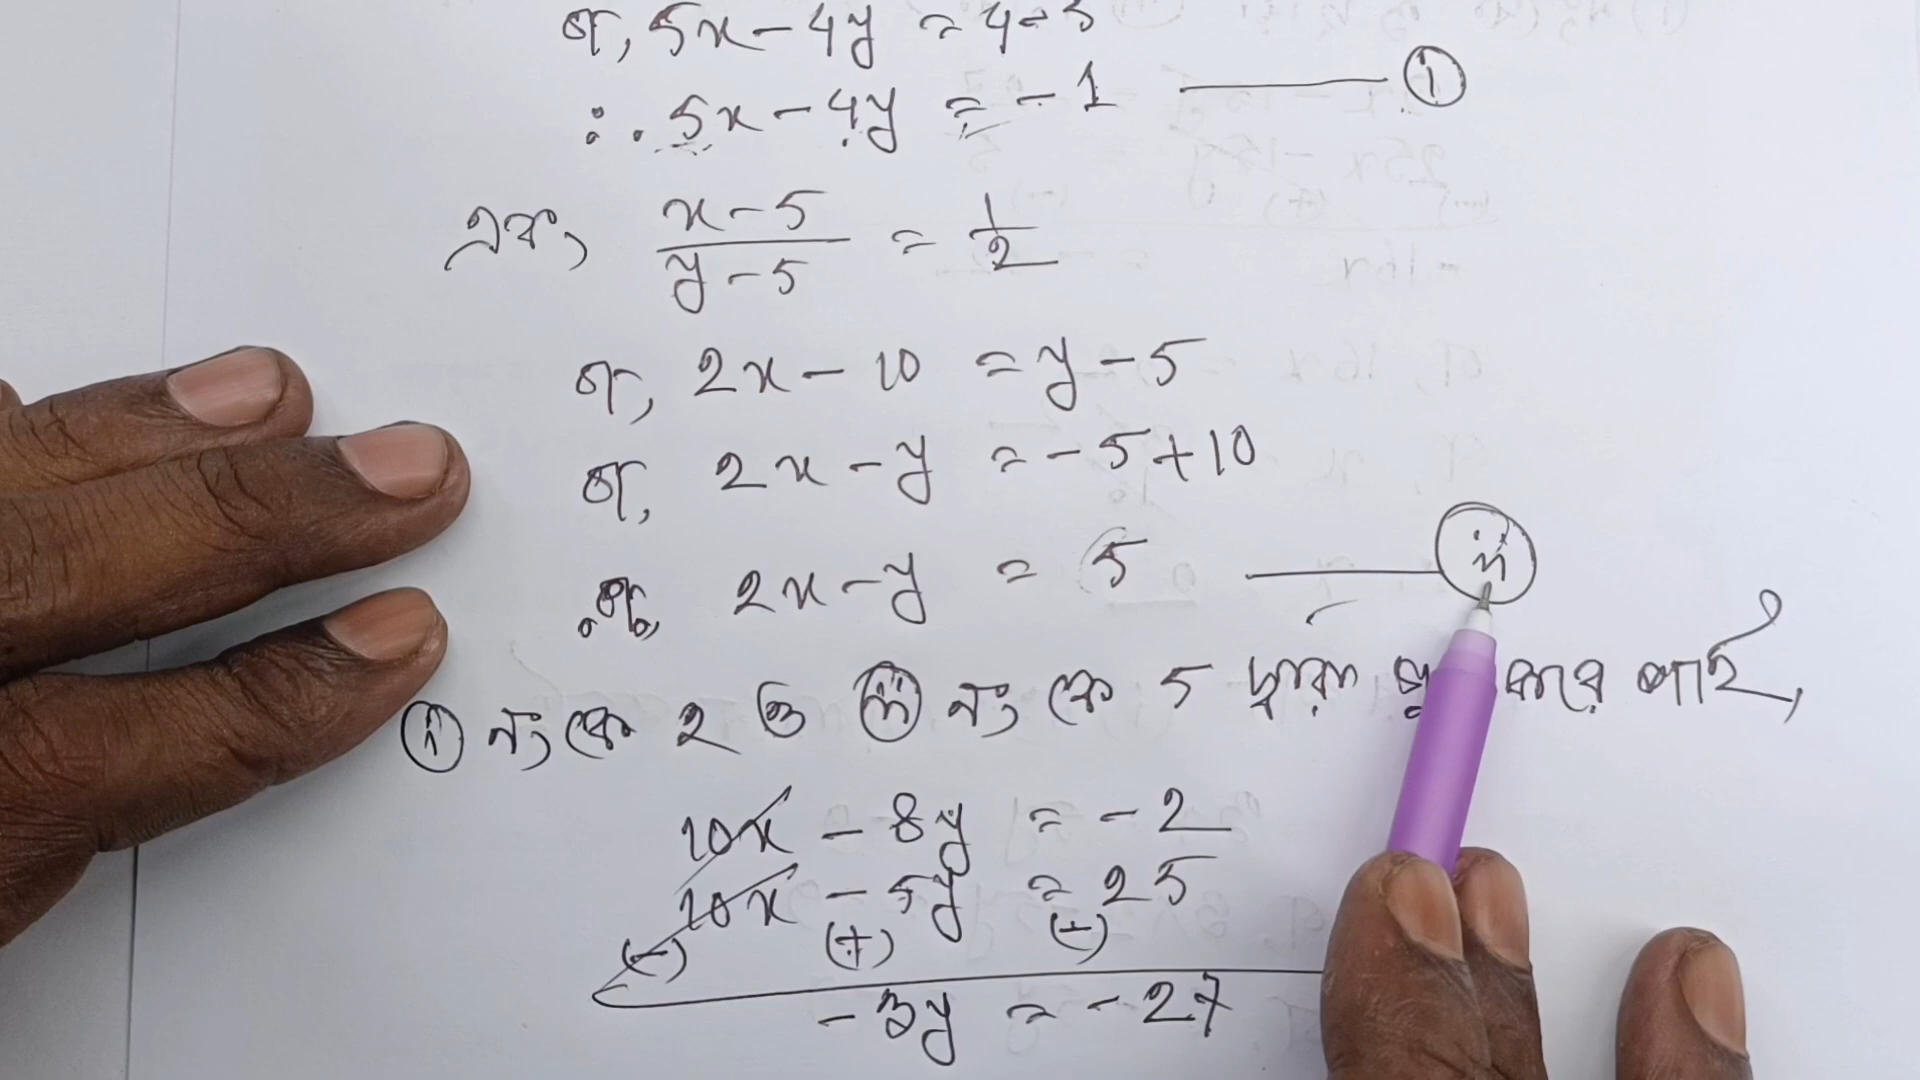 বা, 5x - 4y = 4 - 5
∴ 5x - 4y = -1 ——— (i)
এবং, (x - 5)/(y - 5) = 1/2
বা, 2x - 10 = y - 5
বা, 2x - y = -5 + 10
∴ 2x - y = 5 ——— (ii)
(i) নং কে 2 ও (ii) নং কে 5 দ্বারা করে পাই,
10x - 8y = -2
10x - 5y = 25
(-) (+) (-)
-3y = -27